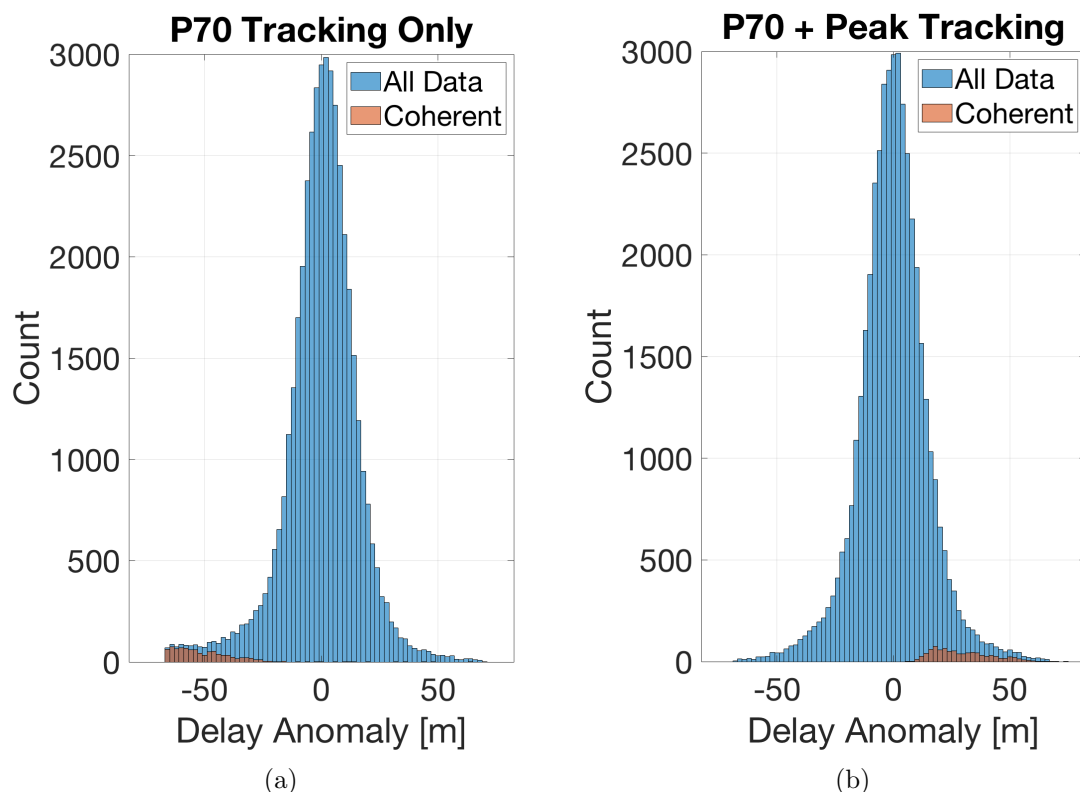 P70 Tracking Only
3000
2500
2000
1500
1000
500
0
Count
-50 0 50
Delay Anomaly [m]
All Data
Coherent
(a)
P70 + Peak Tracking
3000
2500
2000
1500
1000
500
0
Count
-50 0 50
Delay Anomaly [m]
All Data
Coherent
(b)